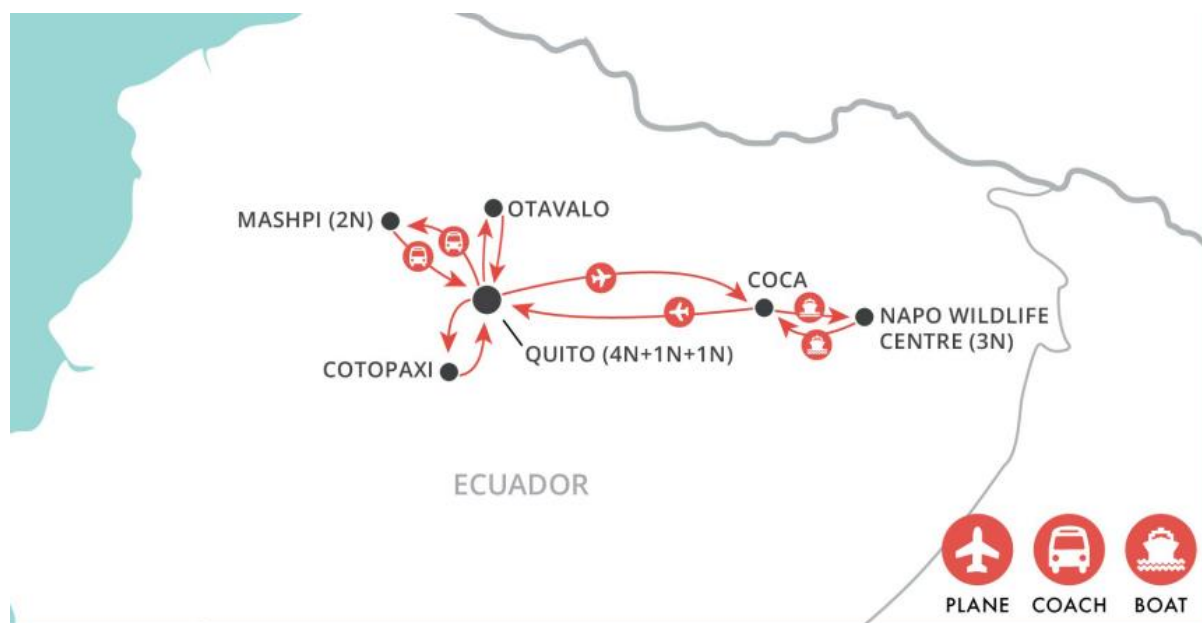 OTAVALO
MASHPI (2N)
COCA
NAPO WILDLIFE
CENTRE (3N)
QUITO (4N+1N+1N)
COTOPAXI
ECUADOR
PLANE COACH BOAT